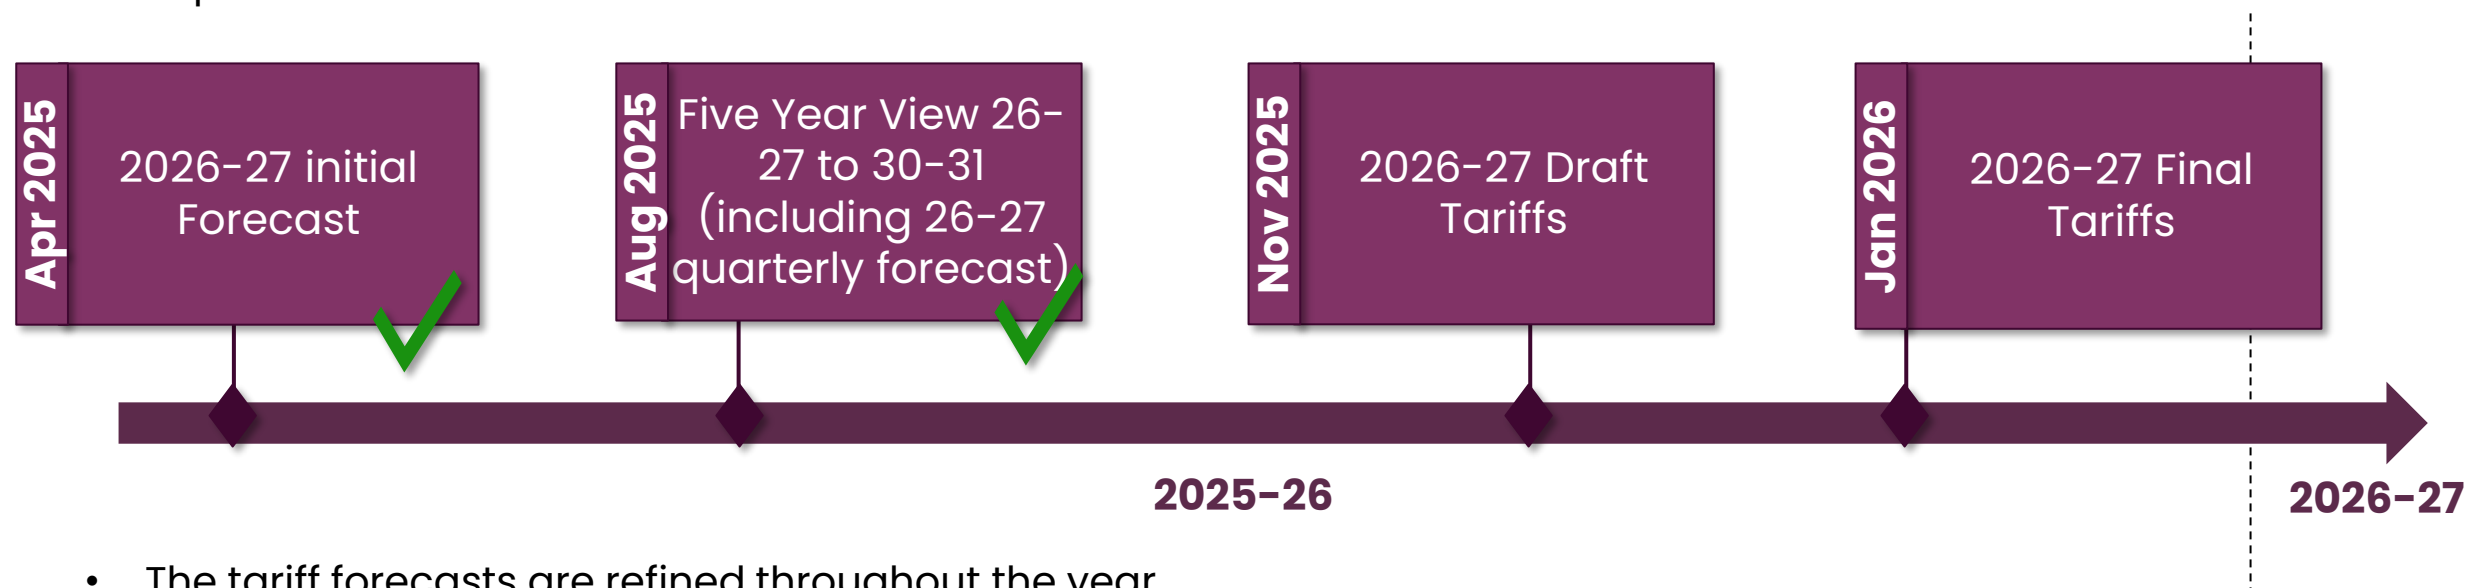 Apr 2025
2026-27 initial
Forecast
Aug 2025
Five Year View 26-
27 to 30-31
(including 26-27
quarterly forecast)
Nov 2025
2026-27 Draft
Tariffs
Jan 2026
2026-27 Final
Tariffs
2025-26
2026-27
• The tariff forecasts are refined throughout the year